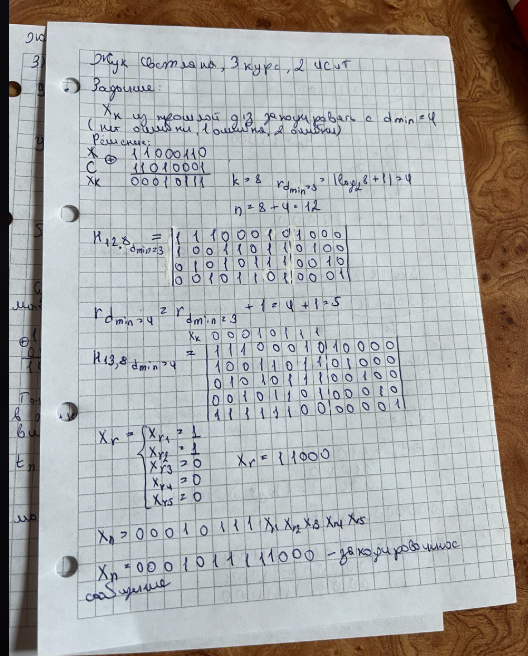 Жук Светлана, 3 курс, 2 исит
Задание:
Xк из прошлой д/з закодировать с dmin=4
(нет ошибки, 1 ошибка, 2 ошибки)
Решение:
X ⊕ 11000110
C 11010001
Xк 00010111 k=8 r dmin=3 = |log₂8+1|=4
n=8+4=12
H12,8 dmin=3 = 1 1 1 0 0 0 1 0 1 0 0 0
1 0 0 1 1 0 1 1 0 1 0 0
0 1 0 1 0 1 1 1 0 0 1 0
0 0 1 0 1 1 0 1 0 0 0 1
r dmin=4 = r dmin=3 + 1 = 4+1=5
Xк 0 0 0 1 0 1 1 1
H13,8 dmin=4 = 1 1 1 0 0 0 1 0 1 0 0 0 0
1 0 0 1 1 0 1 1 0 1 0 0 0
0 1 0 1 0 1 1 1 0 0 1 0 0
0 0 1 0 1 1 0 1 0 0 0 1 0
1 1 1 1 1 1 0 0 0 0 0 0 1
Xr = { Xr1 = 1
Xr2 = 1
Xr3 = 0 Xr = 11000
Xr4 = 0
Xr5 = 0
Xn = 00010111 Xr1 Xr2 Xr3 Xr4 Xr5
Xn = 0001011111000 – закодированное
сообщение